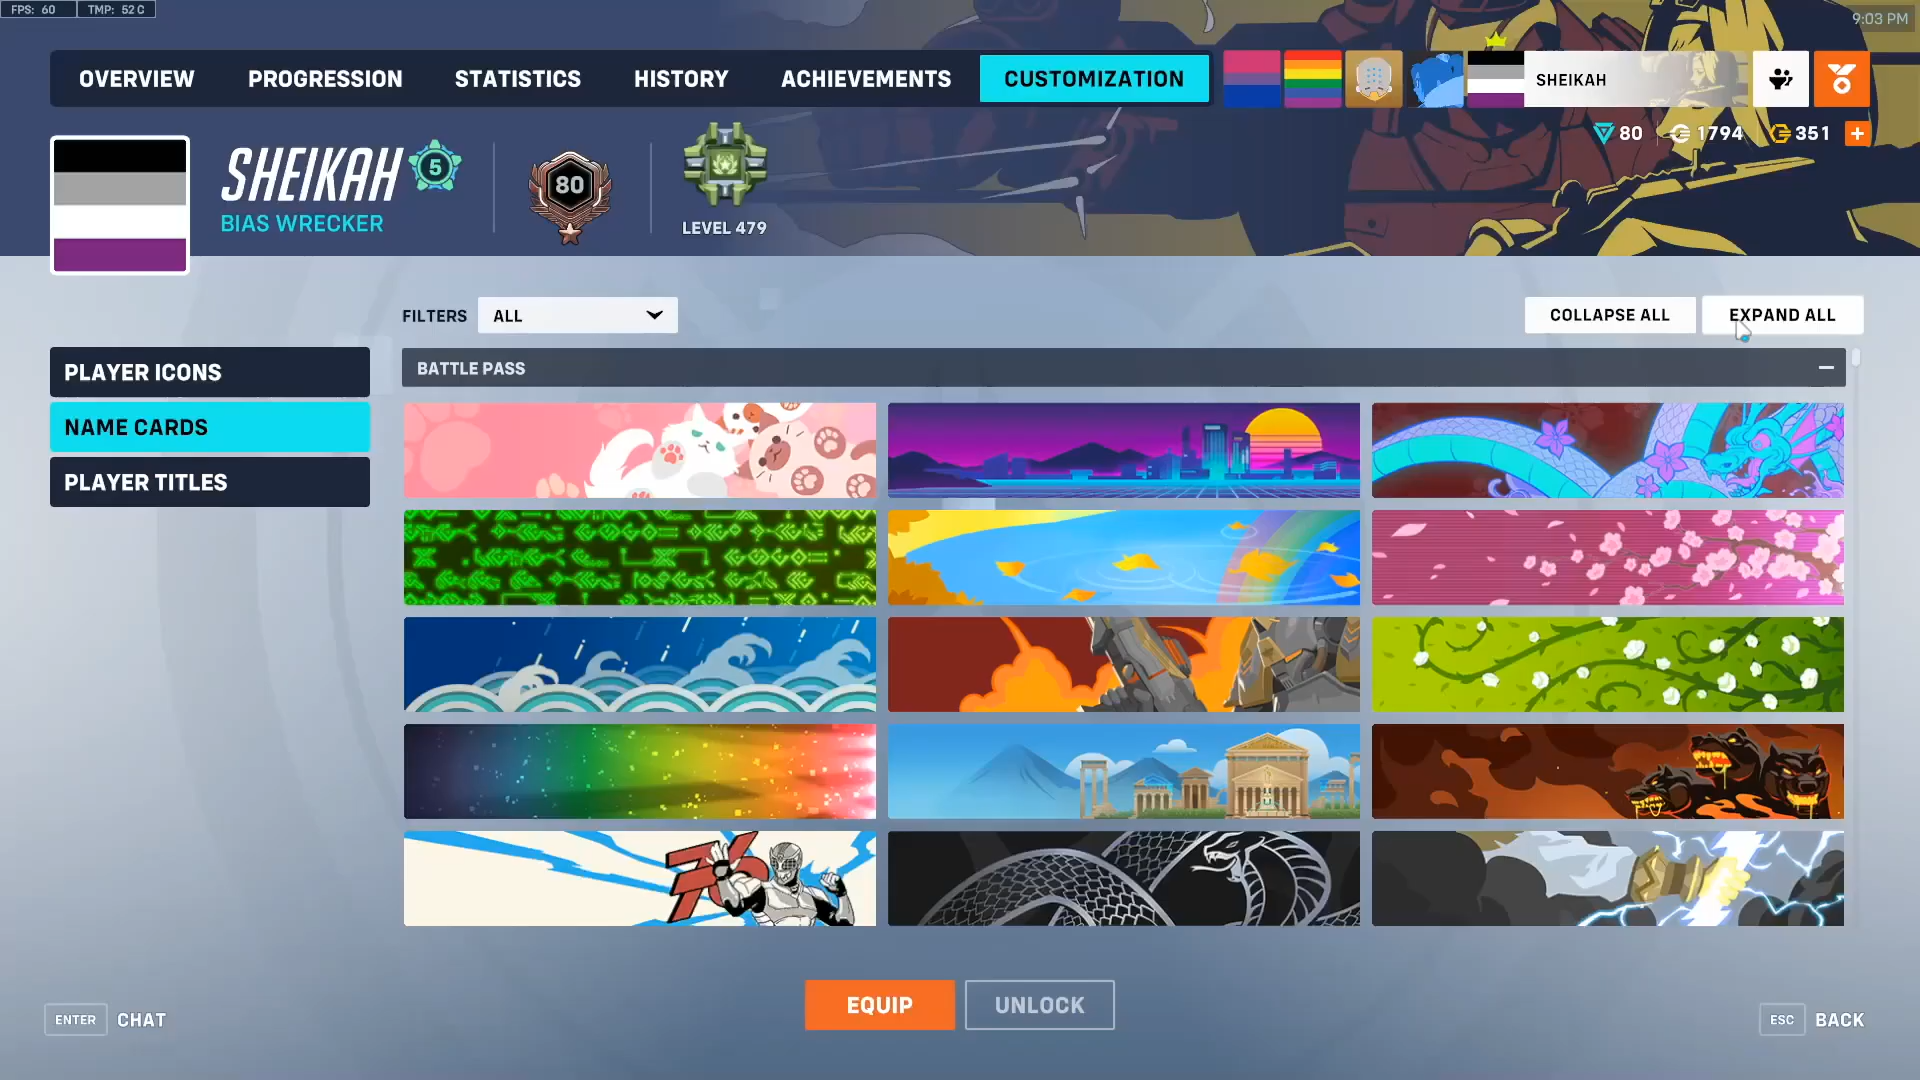 FPS: 60 TMP: 52 C
9:03 PM
OVERVIEW PROGRESSION STATISTICS HISTORY ACHIEVEMENTS CUSTOMIZATION SHEIKAH
80 1794 351 +
SHEIKAH 5
BIAS WRECKER
80
LEVEL 479
FILTERS ALL
COLLAPSE ALL EXPAND ALL
PLAYER ICONS
NAME CARDS
PLAYER TITLES
BATTLE PASS
76
EQUIP UNLOCK
ENTER CHAT
ESC BACK